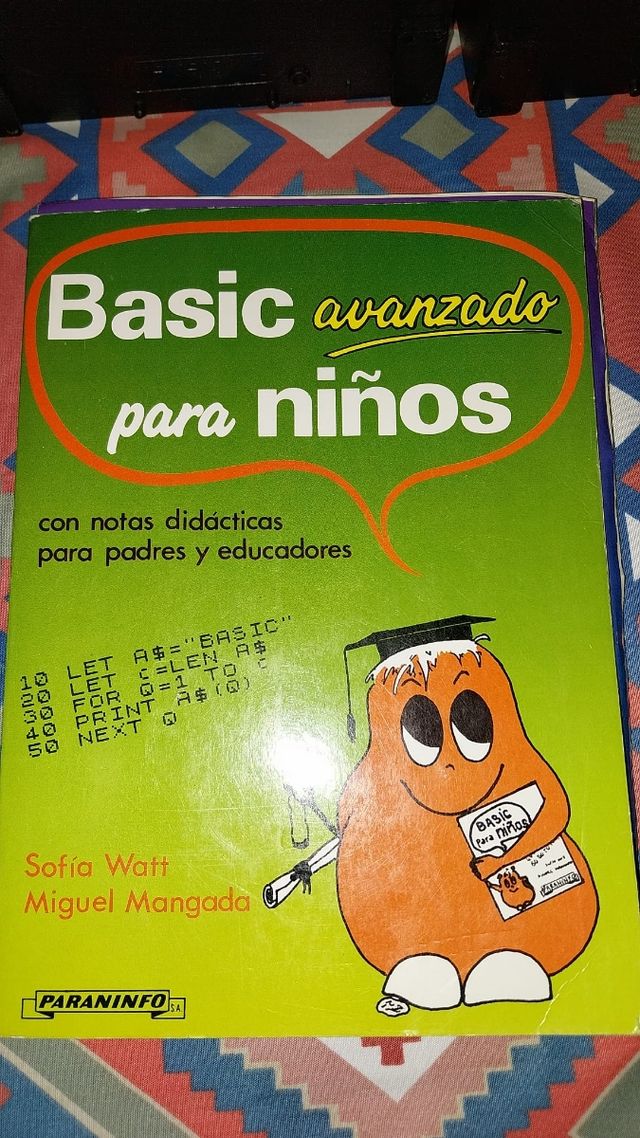 Basic avanzado
para niños
con notas didácticas
para padres y educadores
10 LET A$="BASIC"
20 LET c=LEN A$
30 FOR Q=1 TO c
40 PRINT A$(Q)
50 NEXT Q
BASIC
para niños
PARANINFO
Sofía Watt
Miguel Mangada
PARANINFO S.A.